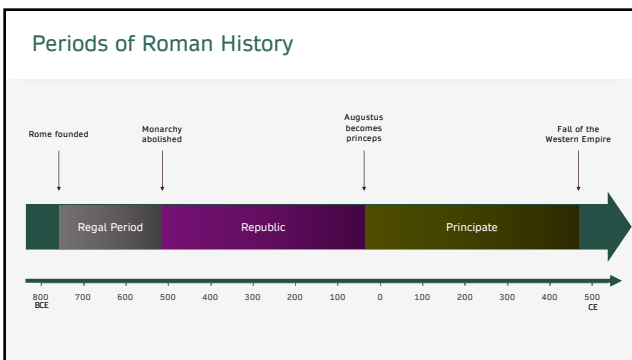 Periods of Roman History
Rome founded
Monarchy
abolished
Augustus
becomes
princeps
Fall of the
Western Empire
Regal Period
Republic
Principate
800 700 600 500 400 300 200 100 0 100 200 300 400 500
BCE CE